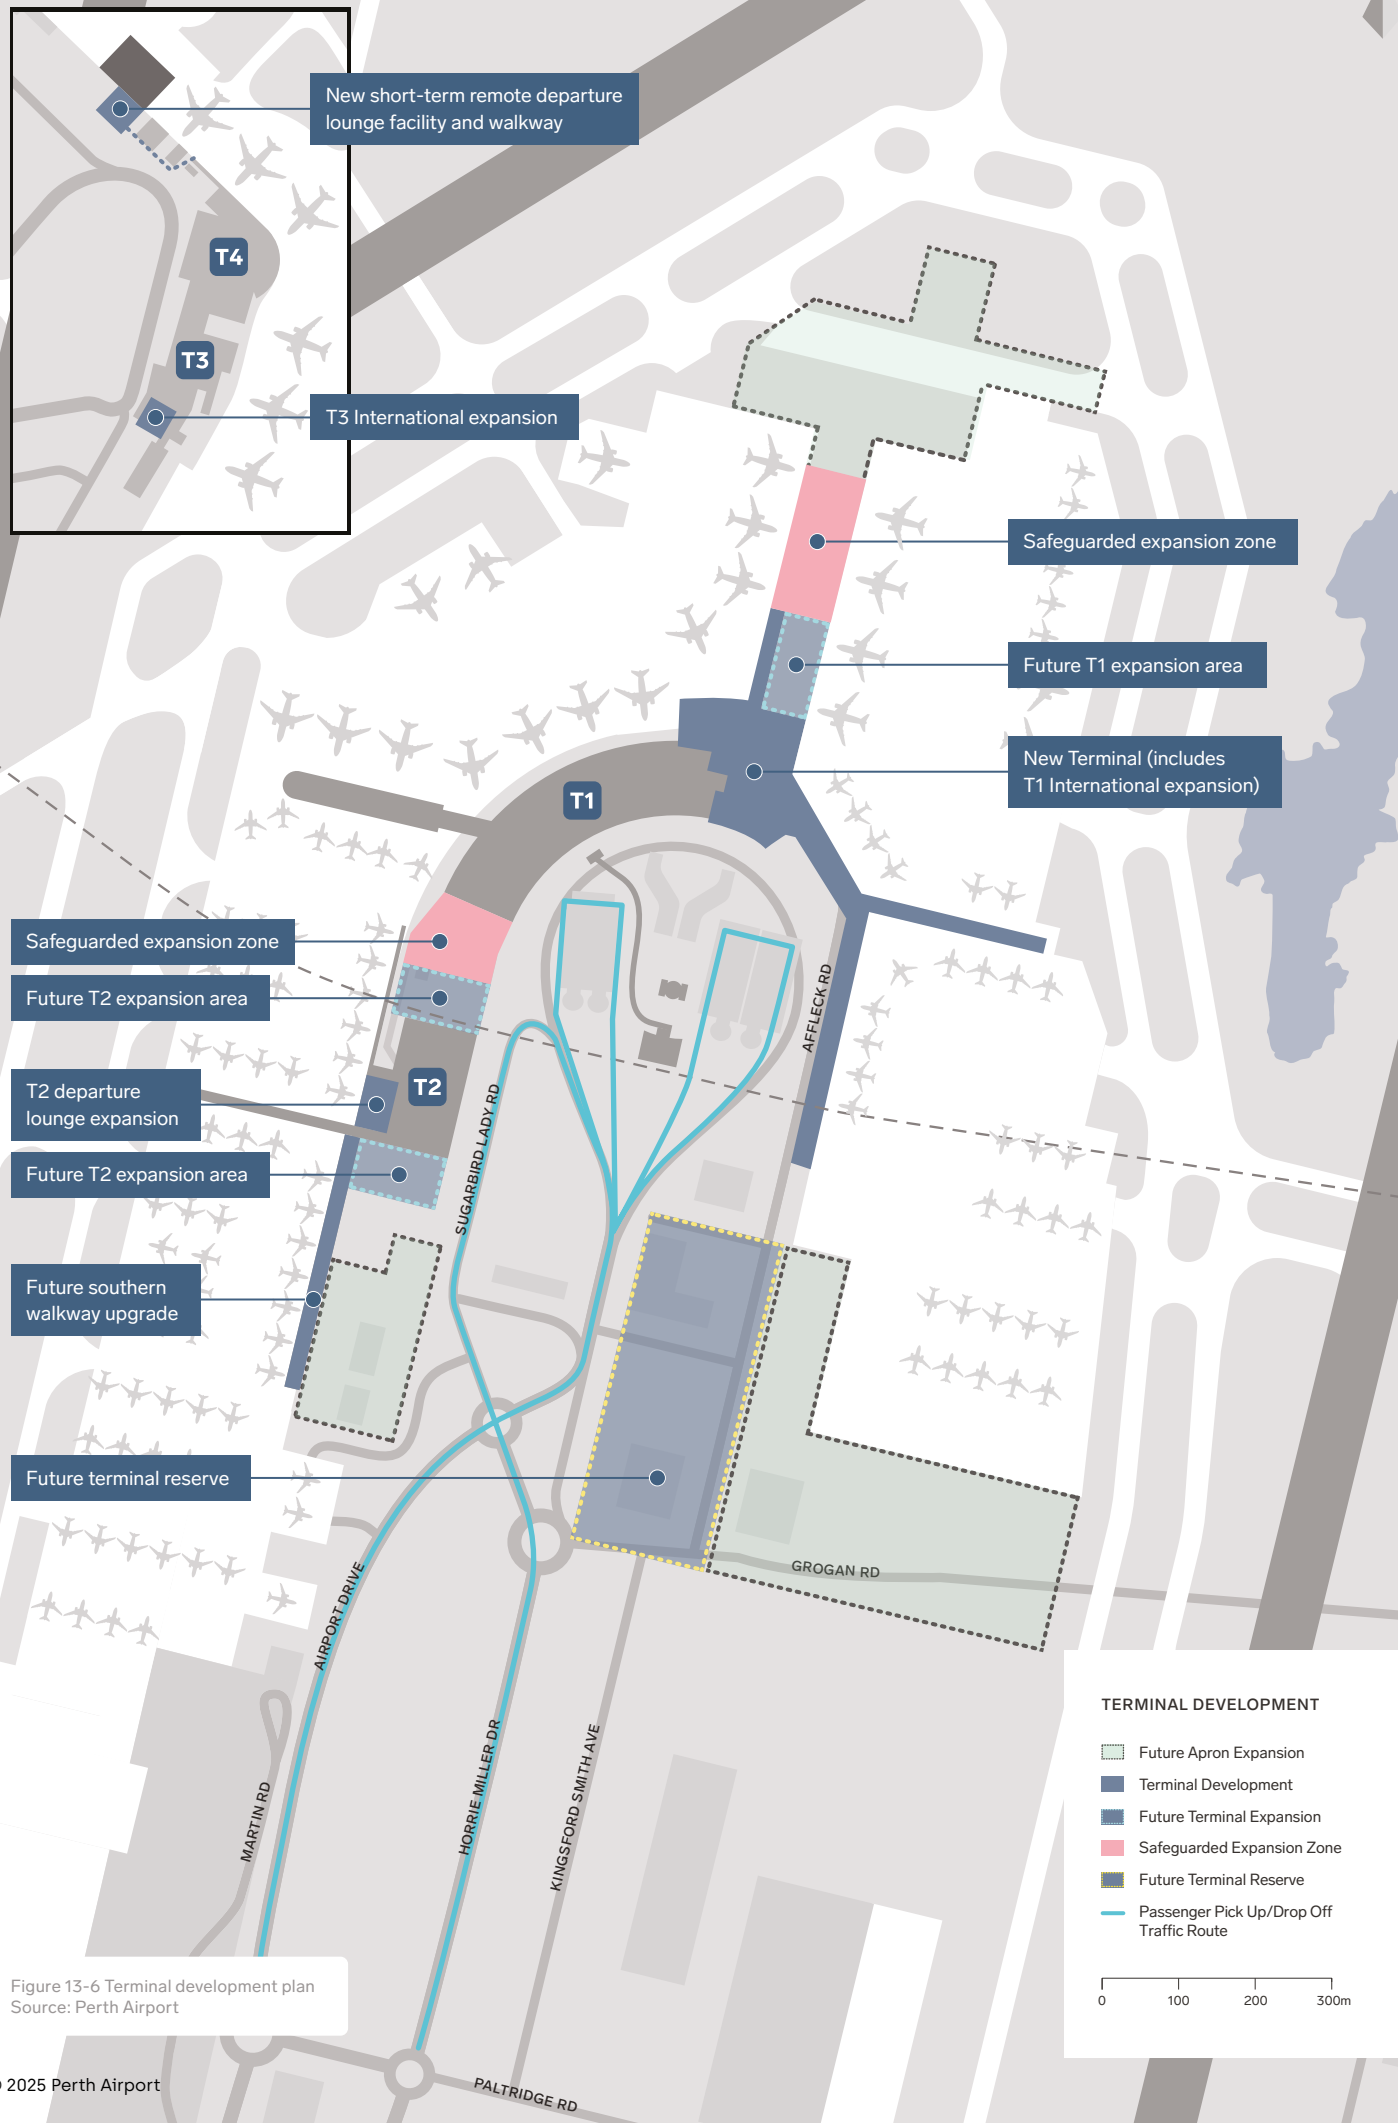 New short-term remote departure
lounge facility and walkway
T4
T3
T3 International expansion
Safeguarded expansion zone
Future T1 expansion area
New Terminal (includes
T1 International expansion)
T1
Safeguarded expansion zone
Future T2 expansion area
AFFLECK RD
T2 departure
lounge expansion
T2
Future T2 expansion area
SUGARBIRD LADY RD
Future southern
walkway upgrade
Future terminal reserve
GROGAN RD
AIRPORT DRIVE
MARTIN RD
HORRIE MILLER DR
KINGSFORD SMITH AVE
PALTRIDGE RD
TERMINAL DEVELOPMENT
Future Apron Expansion
Terminal Development
Future Terminal Expansion
Safeguarded Expansion Zone
Future Terminal Reserve
Passenger Pick Up/Drop Off
Traffic Route
0 100 200 300m
Figure 13-6 Terminal development plan
Source: Perth Airport
© 2025 Perth Airport